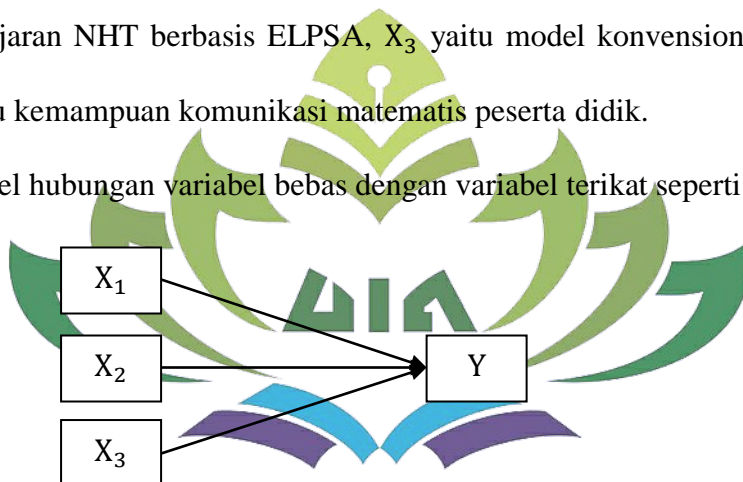 jaran NHT berbasis ELPSA, X₃ yaitu model konvension
kemampuan komunikasi matematis peserta didik.
el hubungan variabel bebas dengan variabel terikat seperti
X₁
X₂
Y
X₃